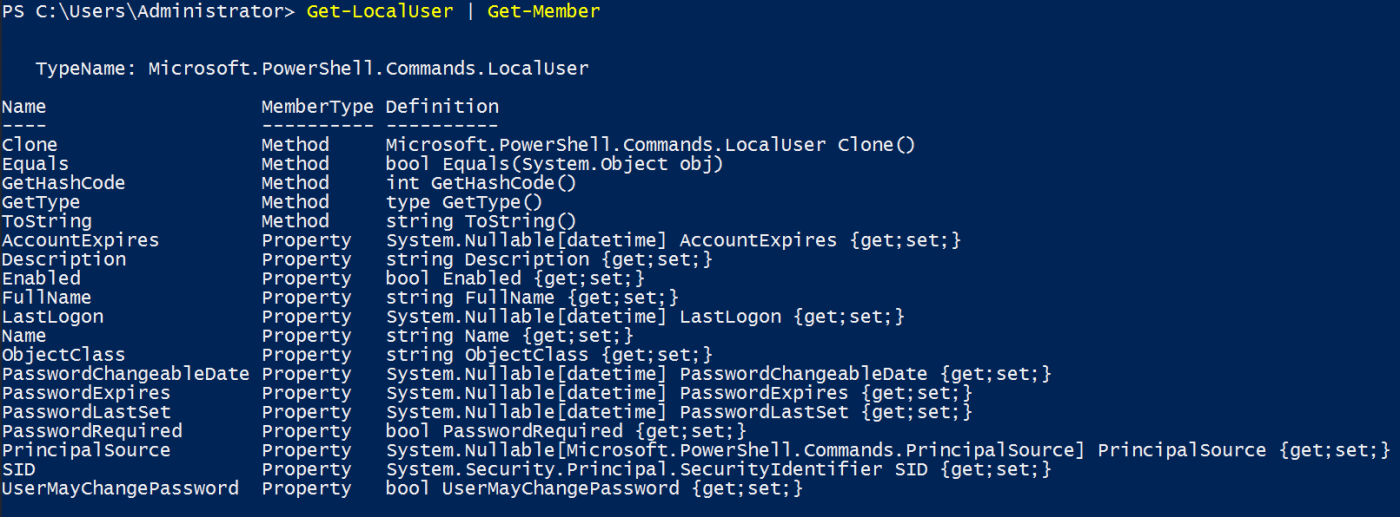 PS C:\Users\Administrator> Get-LocalUser | Get-Member
TypeName: Microsoft.PowerShell.Commands.LocalUser
Name MemberType Definition
---- ---------- ----------
Clone Method Microsoft.PowerShell.Commands.LocalUser Clone()
Equals Method bool Equals(System.Object obj)
GetHashCode Method int GetHashCode()
GetType Method type GetType()
ToString Method string ToString()
AccountExpires Property System.Nullable[datetime] AccountExpires {get;set;}
Description Property string Description {get;set;}
Enabled Property bool Enabled {get;set;}
FullName Property string FullName {get;set;}
LastLogon Property System.Nullable[datetime] LastLogon {get;set;}
Name Property string Name {get;set;}
ObjectClass Property string ObjectClass {get;set;}
PasswordChangeableDate Property System.Nullable[datetime] PasswordChangeableDate {get;set;}
PasswordExpires Property System.Nullable[datetime] PasswordExpires {get;set;}
PasswordLastSet Property System.Nullable[datetime] PasswordLastSet {get;set;}
PasswordRequired Property bool PasswordRequired {get;set;}
PrincipalSource Property System.Nullable[Microsoft.PowerShell.Commands.PrincipalSource] PrincipalSource {get;set;}
SID Property System.Security.Principal.SecurityIdentifier SID {get;set;}
UserMayChangePassword Property bool UserMayChangePassword {get;set;}